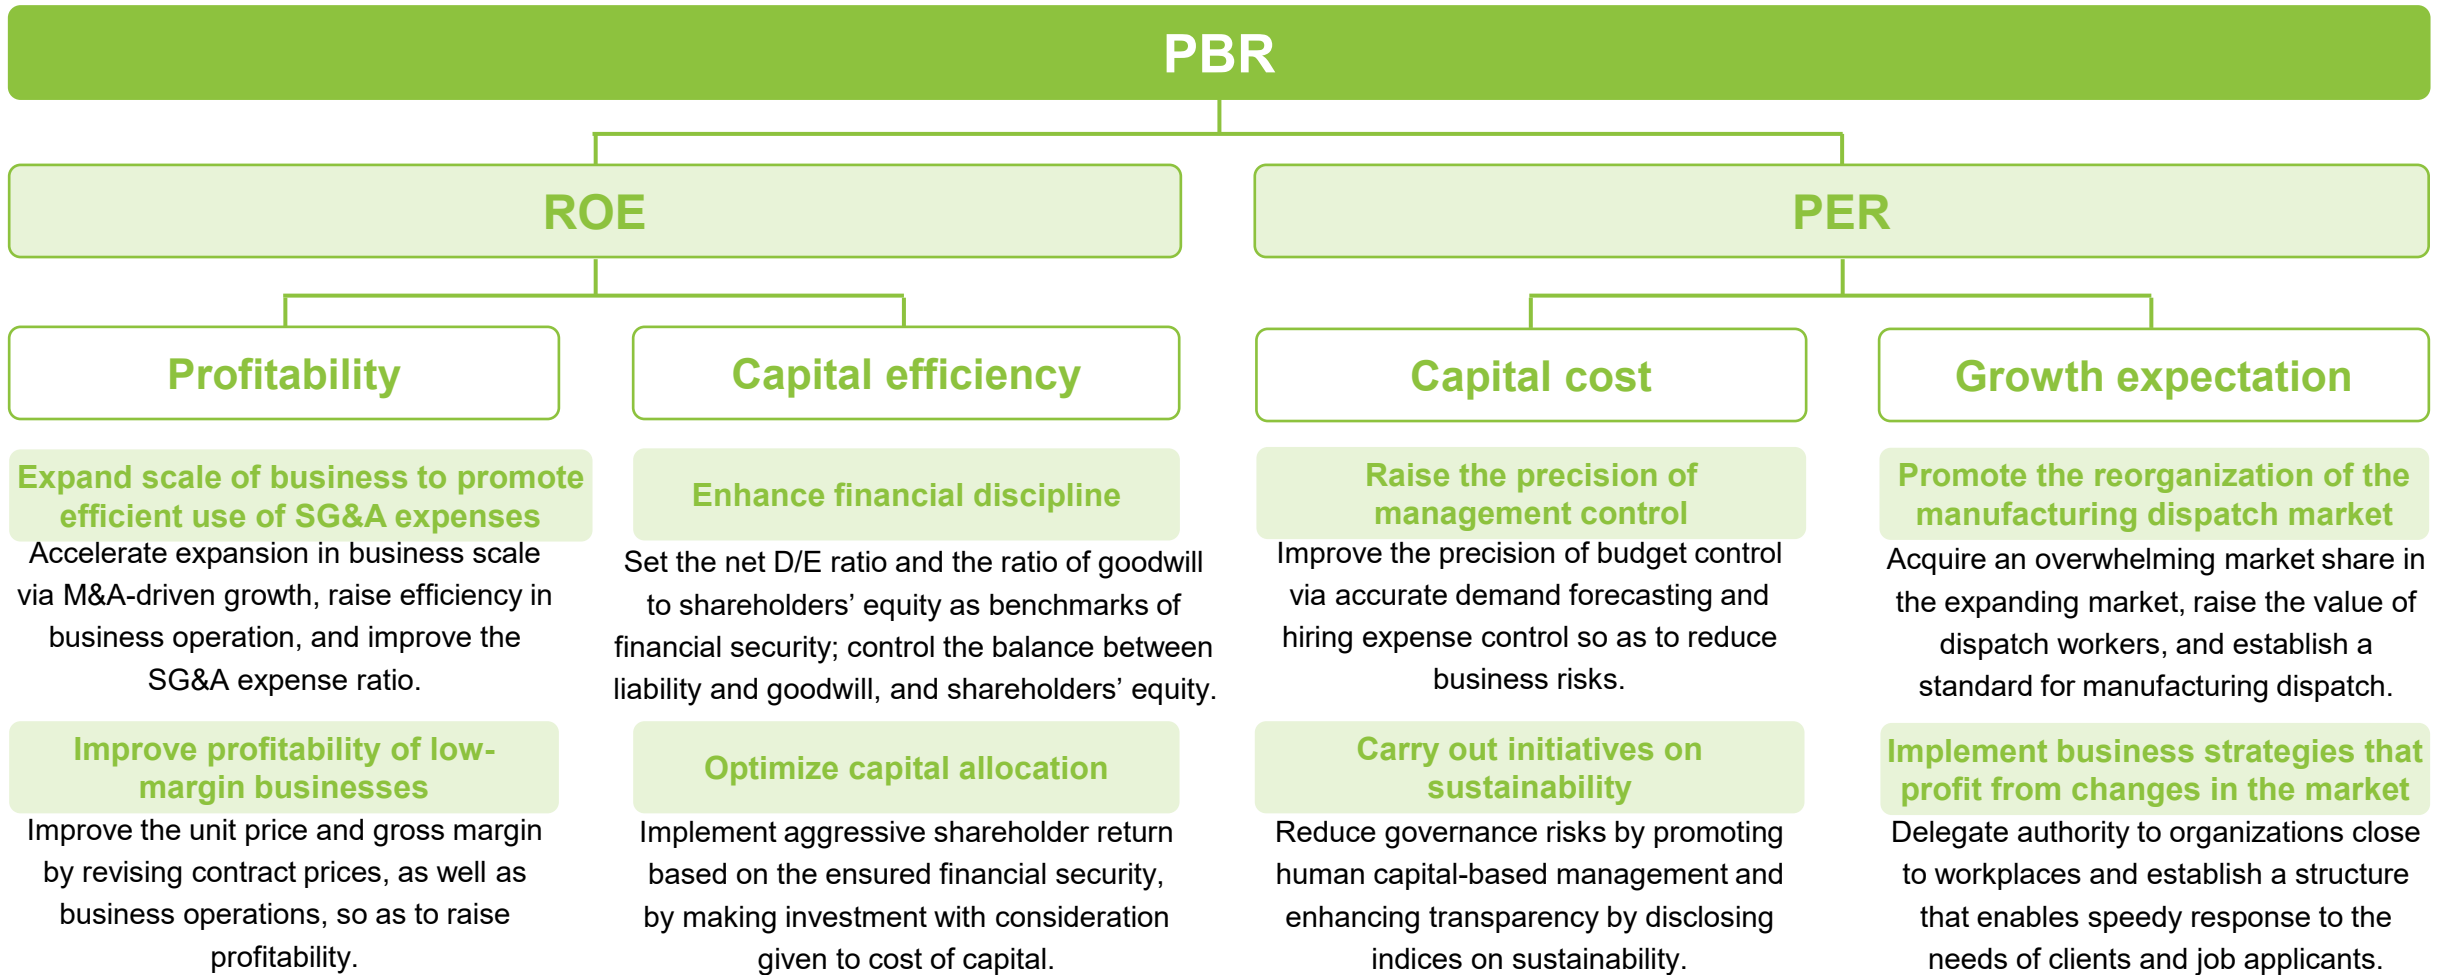 PBR
ROE
PER
Profitability
Capital efficiency
Capital cost
Growth expectation
Expand scale of business to promote
efficient use of SG&A expenses
Accelerate expansion in business scale
via M&A-driven growth, raise efficiency in
business operation, and improve the
SG&A expense ratio.
Improve profitability of low-
margin businesses
Improve the unit price and gross margin
by revising contract prices, as well as
business operations, so as to raise
profitability.
Enhance financial discipline
Set the net D/E ratio and the ratio of goodwill
to shareholders’ equity as benchmarks of
financial security; control the balance between
liability and goodwill, and shareholders’ equity.
Optimize capital allocation
Implement aggressive shareholder return
based on the ensured financial security,
by making investment with consideration
given to cost of capital.
Raise the precision of
management control
Improve the precision of budget control
via accurate demand forecasting and
hiring expense control so as to reduce
business risks.
Carry out initiatives on
sustainability
Reduce governance risks by promoting
human capital-based management and
enhancing transparency by disclosing
indices on sustainability.
Promote the reorganization of the
manufacturing dispatch market
Acquire an overwhelming market share in
the expanding market, raise the value of
dispatch workers, and establish a
standard for manufacturing dispatch.
Implement business strategies that
profit from changes in the market
Delegate authority to organizations close
to workplaces and establish a structure
that enables speedy response to the
needs of clients and job applicants.